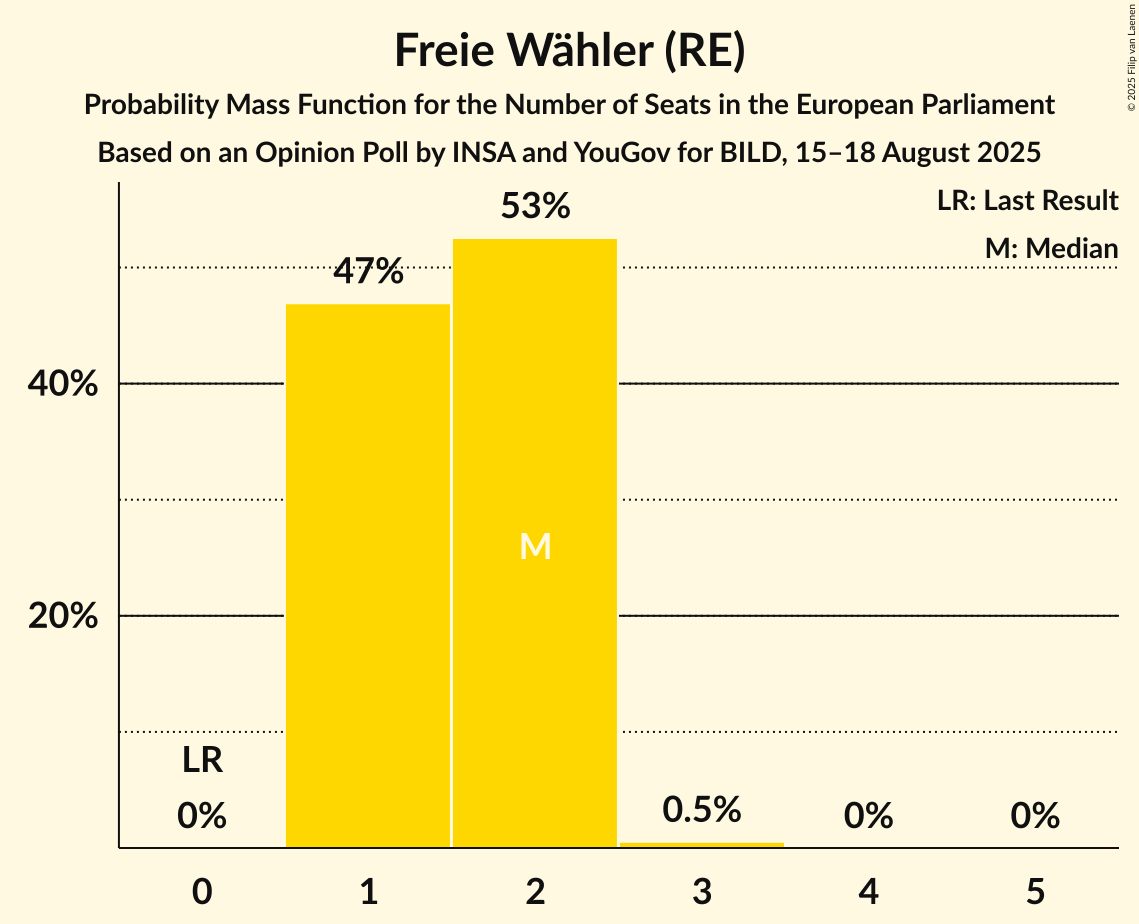 Freie Wähler (RE)
Probability Mass Function for the Number of Seats in the European Parliament
Based on an Opinion Poll by INSA and YouGov for BILD, 15–18 August 2025
© 2025 Filip van Laenen
LR: Last Result
M: Median
53%
47%
40%
M
20%
LR
0%
0.5%
0%
0%
0
1
2
3
4
5